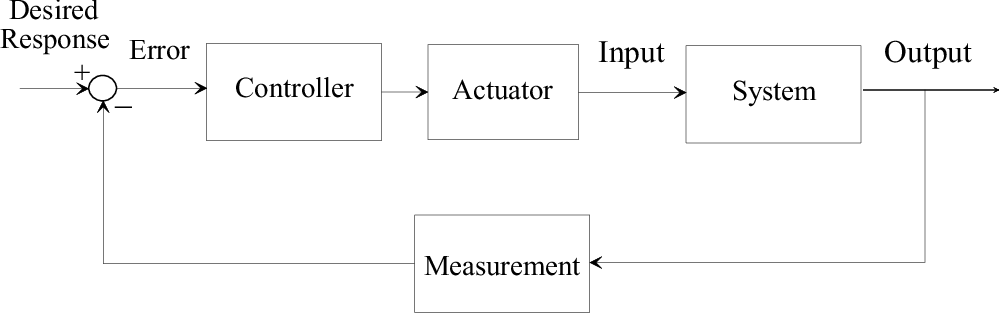 Desired
Response
+
Error
Controller
Actuator
Input
System
Output
−
Measurement